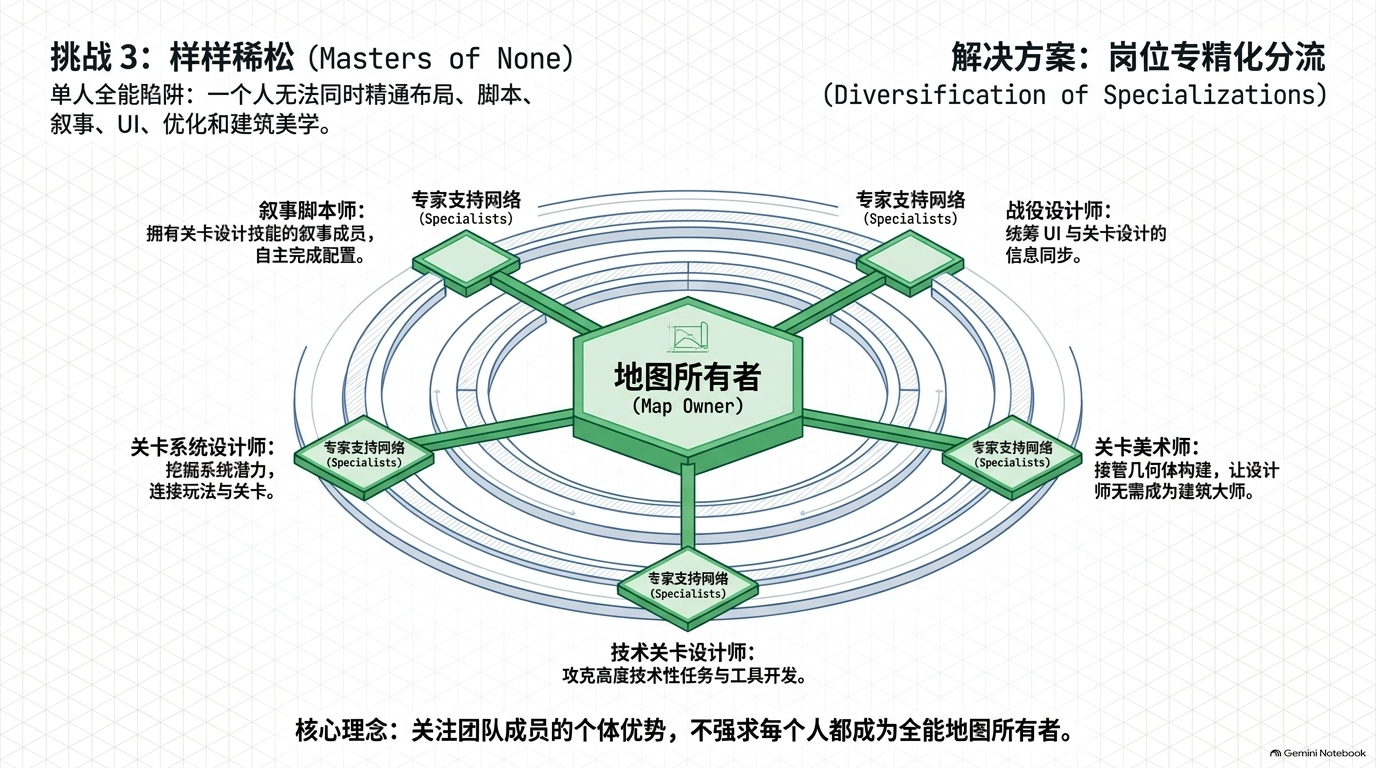 挑战 3：样样稀松 (Masters of None)
单人全能陷阱：一个人无法同时精通布局、脚本、
叙事、UI、优化和建筑美学。
解决方案：岗位专精化分流
(Diversification of Specializations)
叙事脚本师：
拥有关卡设计技能的叙事成员，
自主完成配置。
专家支持网络
(Specialists)
专家支持网络
(Specialists)
战役设计师：
统筹 UI 与关卡设计的
信息同步。
地图所有者
(Map Owner)
关卡系统设计师：
挖掘系统潜力，
连接玩法与关卡。
专家支持网络
(Specialists)
专家支持网络
(Specialists)
关卡美术师：
接管几何体构建，让设计
师无需成为建筑大师。
专家支持网络
(Specialists)
技术关卡设计师：
攻克高度技术性任务与工具开发。
核心理念：关注团队成员的个体优势，不强求每个人都成为全能地图所有者。
Gemini Notebook